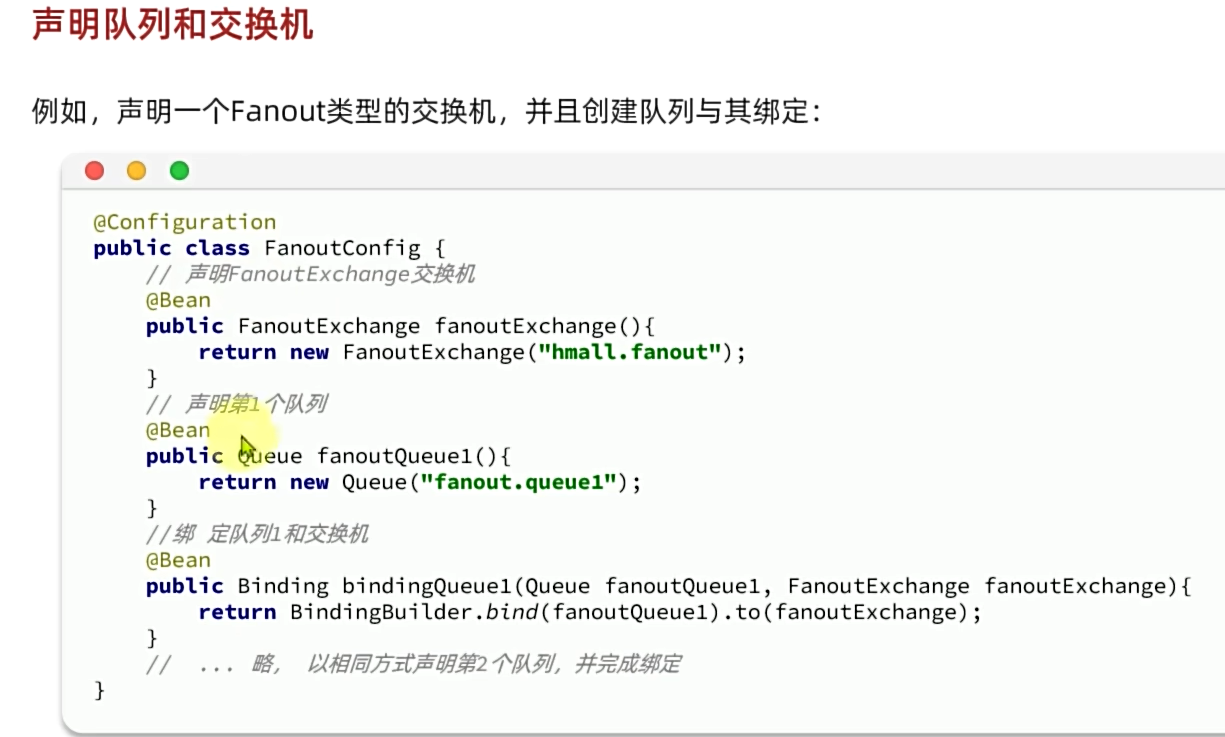 声明队列和交换机
例如，声明一个Fanout类型的交换机，并且创建队列与其绑定：
@Configuration
public class FanoutConfig {
// 声明FanoutExchange交换机
@Bean
public FanoutExchange fanoutExchange(){
return new FanoutExchange("hmall.fanout");
}
// 声明第1个队列
@Bean
public Queue fanoutQueue1(){
return new Queue("fanout.queue1");
}
//绑 定队列1和交换机
@Bean
public Binding bindingQueue1(Queue fanoutQueue1, FanoutExchange fanoutExchange){
return BindingBuilder.bind(fanoutQueue1).to(fanoutExchange);
}
// ... 略， 以相同方式声明第2个队列，并完成绑定
}